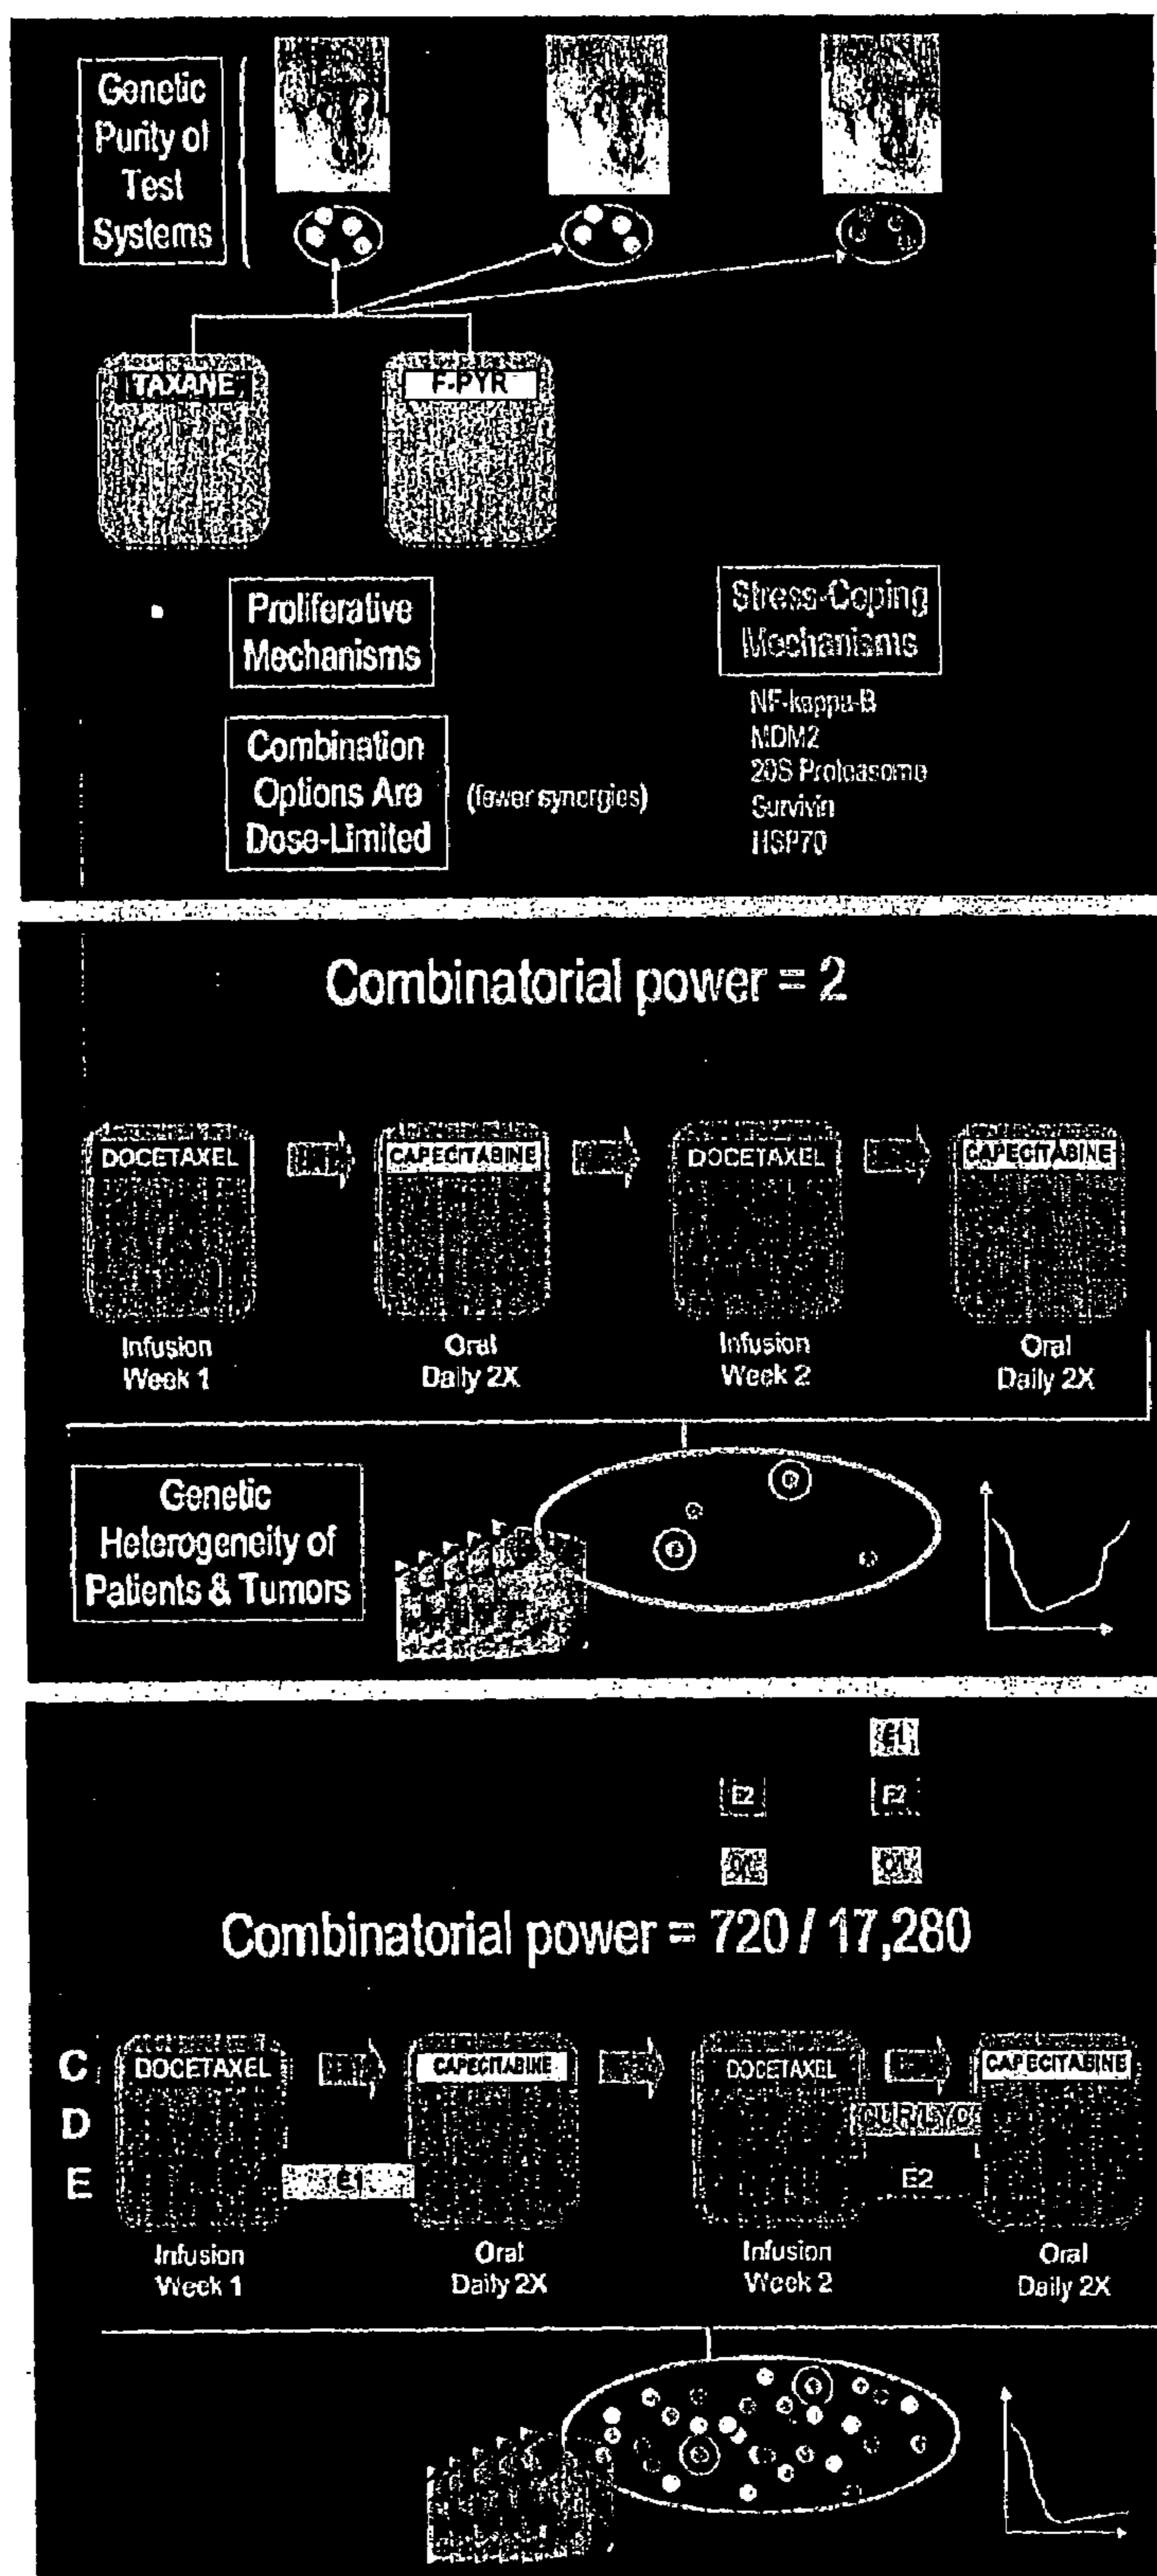 Genetic
Purity of
Test
Systems
TAXANE
F-PYR
Proliferative
Mechanisms
Stress-Coping
Mechanisms
NF-kappa-B
MDM2
20S Proteasome
Survivin
HSP70
Combination
Options Are
Dose-Limited
(fewer synergies)
Combinatorial power = 2
DOCETAXEL
CAPECITABINE
DOCETAXEL
CAPECITABINE
Infusion
Week 1
Oral
Daily 2X
Infusion
Week 2
Oral
Daily 2X
Genetic
Heterogeneity of
Patients & Tumors
E1
E2
E2
Combinatorial power = 720 / 17,280
C
DOCETAXEL
CAPECITABINE
DOCETAXEL
CAPECITABINE
D
CUR/LYC
E
E1
E2
Infusion
Week 1
Oral
Daily 2X
Infusion
Week 2
Oral
Daily 2X